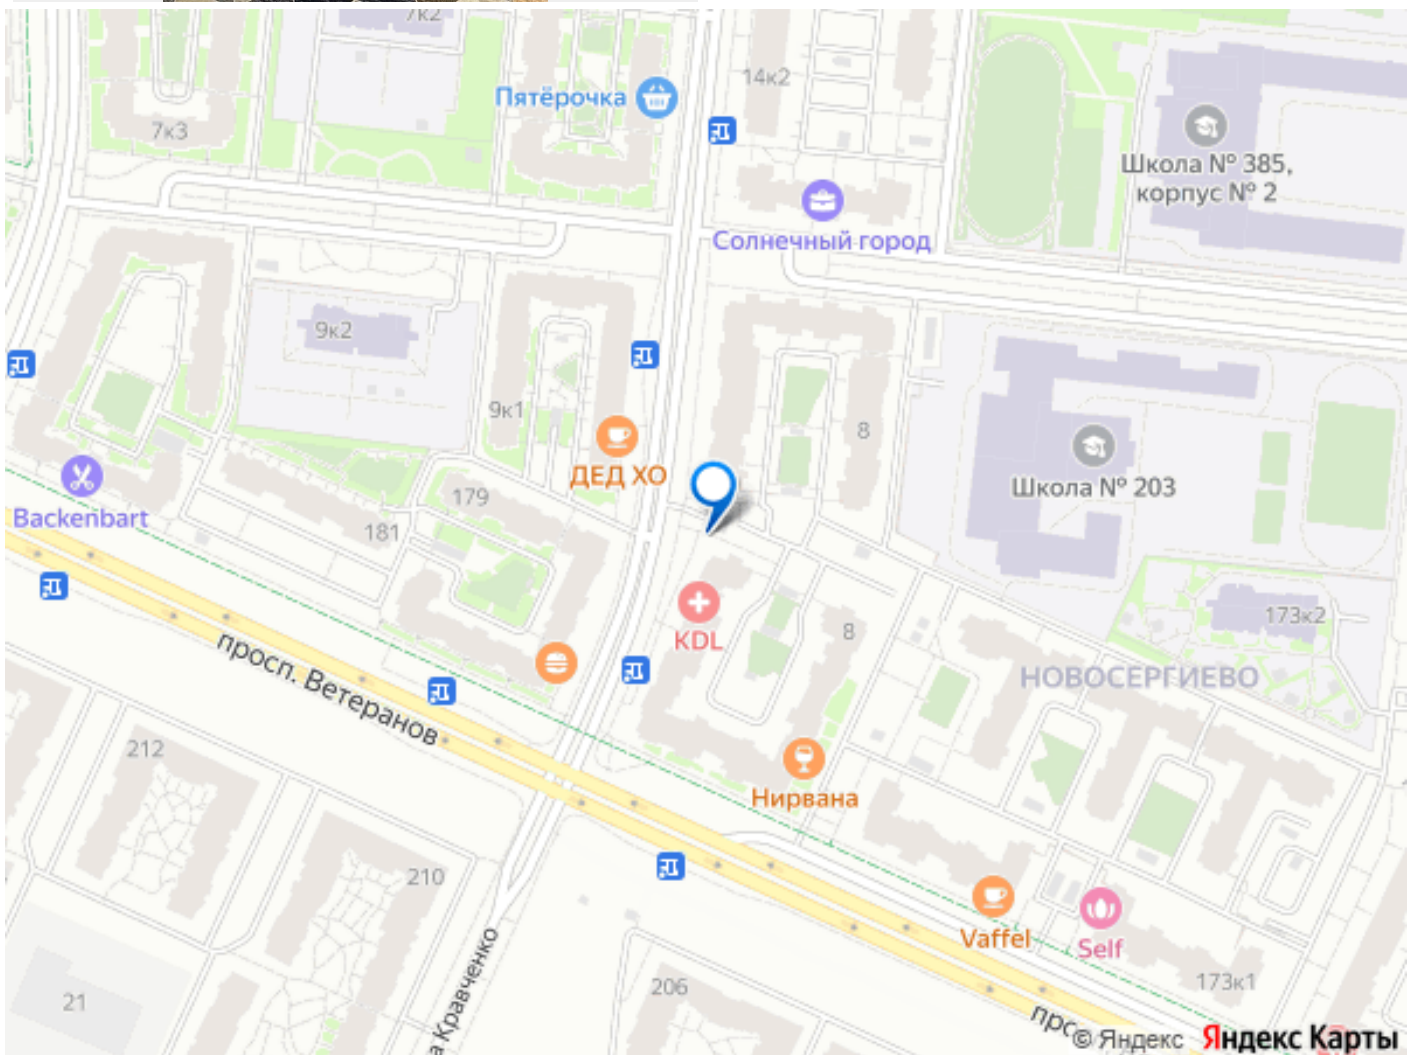 7к2
14к2
Пятёрочка
7к3
Школа № 385,
корпус № 2
Солнечный город
9к2
9к1
8
ДЕД ХО
179
Школа № 203
Backenbart
181
173к2
KDL
8
НОВОСЕРГИЕВО
просп. Ветеранов
212
Нирвана
210
Vaffel
Self
а Кравченко
206
173к1
21
прос
© Яндекс Яндекс Карты